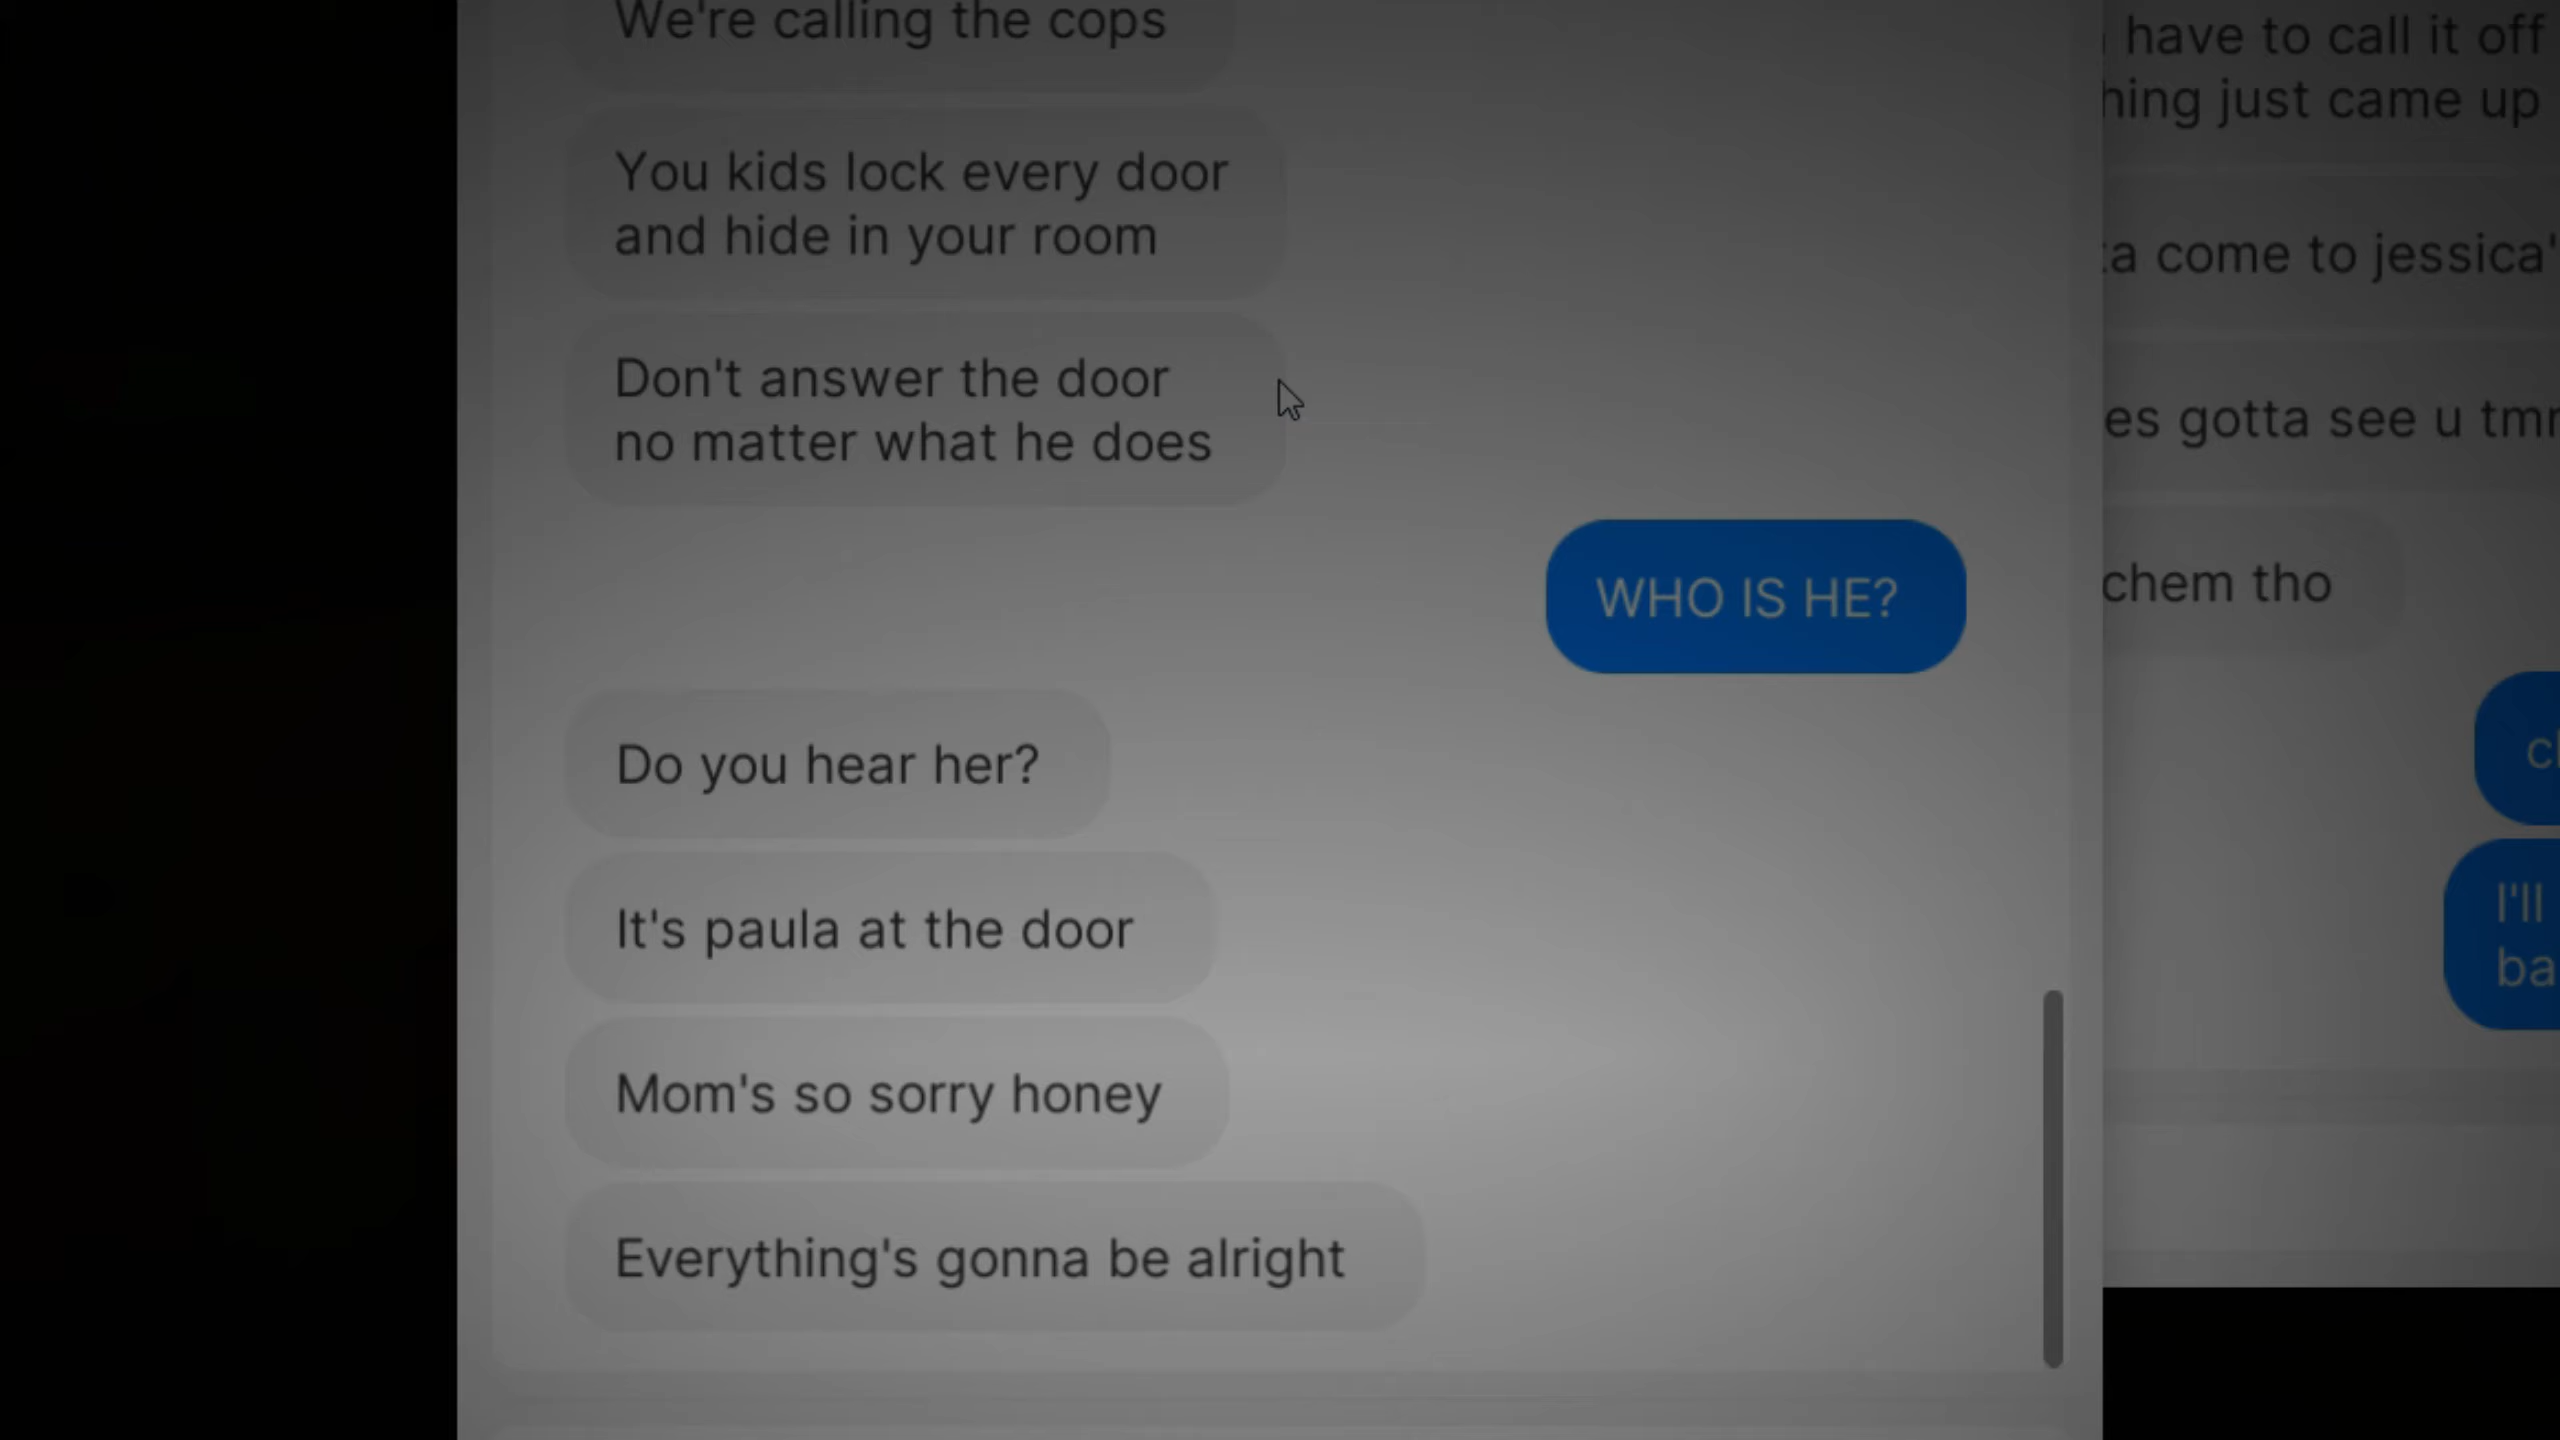 We're calling the cops
You kids lock every door
and hide in your room
Don't answer the door
no matter what he does
WHO IS HE?
Do you hear her?
It's paula at the door
Mom's so sorry honey
Everything's gonna be alright
have to call it off
just came up
come to jessica'
gotta see u
chem tho
I'll